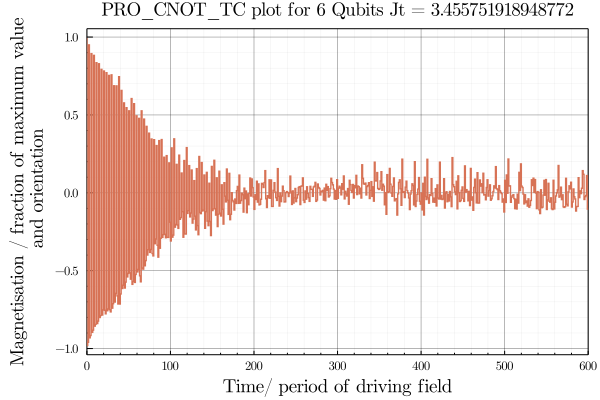 PRO_CNOT_TC plot for 6 Qubits Jt = 3.455751918948772
Magnetisation / fraction of maximum value
and orientation
1.0
0.5
0.0
−0.5
−1.0
0 100 200 300 400 500 600
Time/ period of driving field